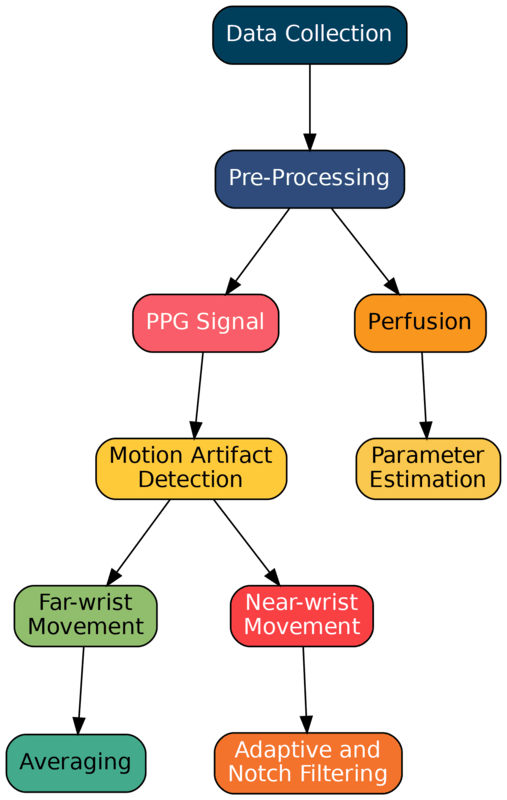 Data Collection
Pre-Processing
PPG Signal
Perfusion
Motion Artifact
Detection
Parameter
Estimation
Far-wrist
Movement
Near-wrist
Movement
Averaging
Adaptive and
Notch Filtering